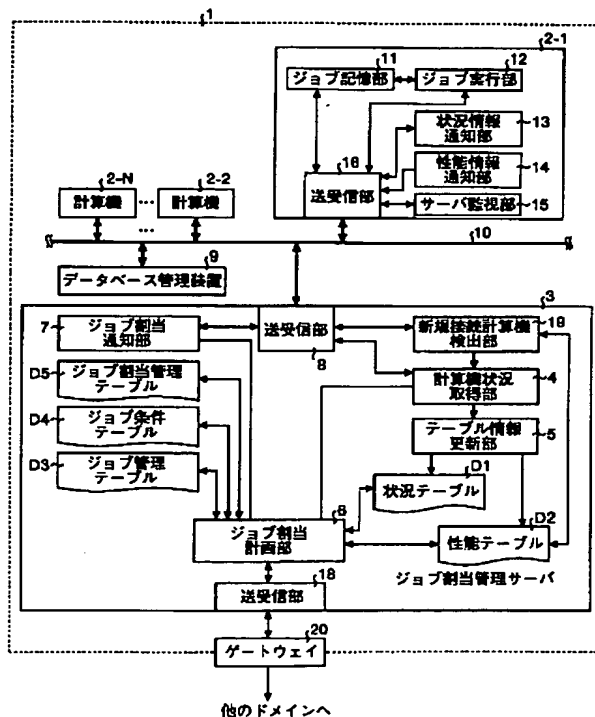 1
2-1
11
12
ジョブ記憶部
ジョブ実行部
状況情報
通知部
13
性能情報
通知部
14
16
送受信部
サーバ監視部
15
2-N
2-2
計算機
…
計算機
…
10
9
データベース管理装置
3
7
ジョブ割当
通知部
送受信部
8
新規接続計算機
検出部
19
D5
ジョブ割当管理
テーブル
計算機状況
取得部
4
D4
ジョブ条件
テーブル
テーブル情報
更新部
5
D3
ジョブ管理
テーブル
D1
状況テーブル
6
ジョブ割当
計画部
D2
性能テーブル
ジョブ割当管理サーバ
18
送受信部
20
ゲートウェイ
他のドメインへ